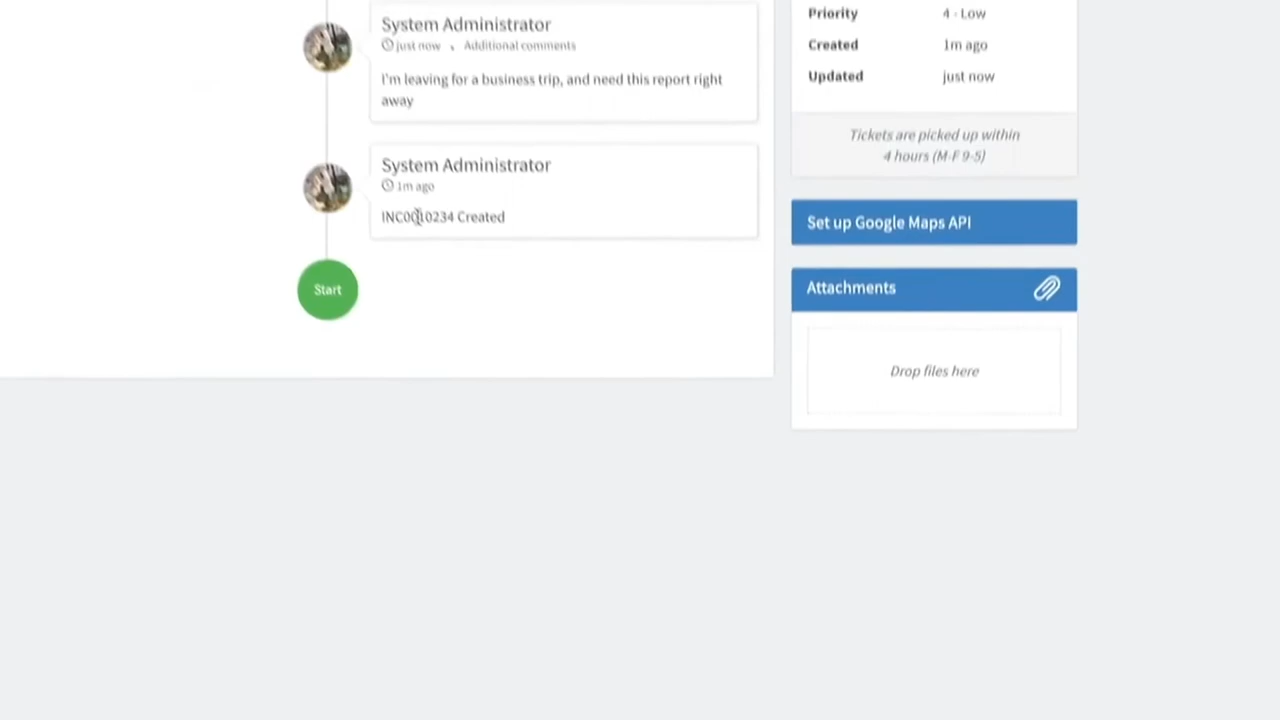 System Administrator
just now • Additional comments
I'm leaving for a business trip, and need this report right
away
System Administrator
1m ago
INC0010234 Created
Start
Priority 4 - Low
Created 1m ago
Updated just now
Tickets are picked up within
4 hours (M-F 9-5)
Set up Google Maps API
Attachments
Drop files here